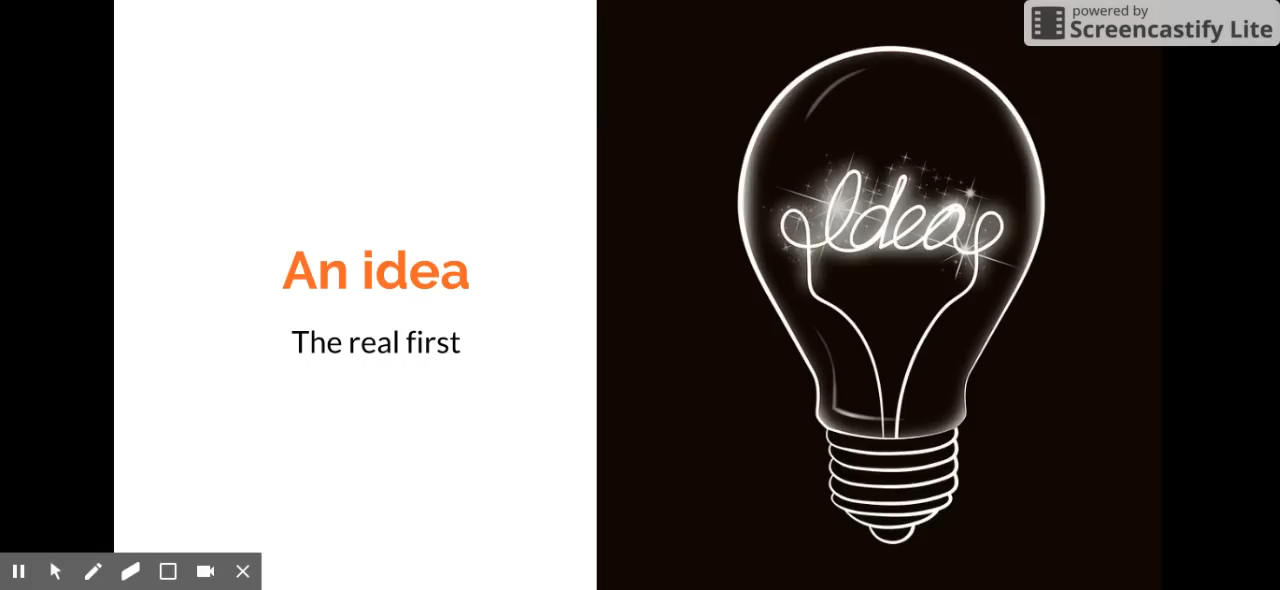 powered by
Screencastify Lite
An idea
The real first
Idea